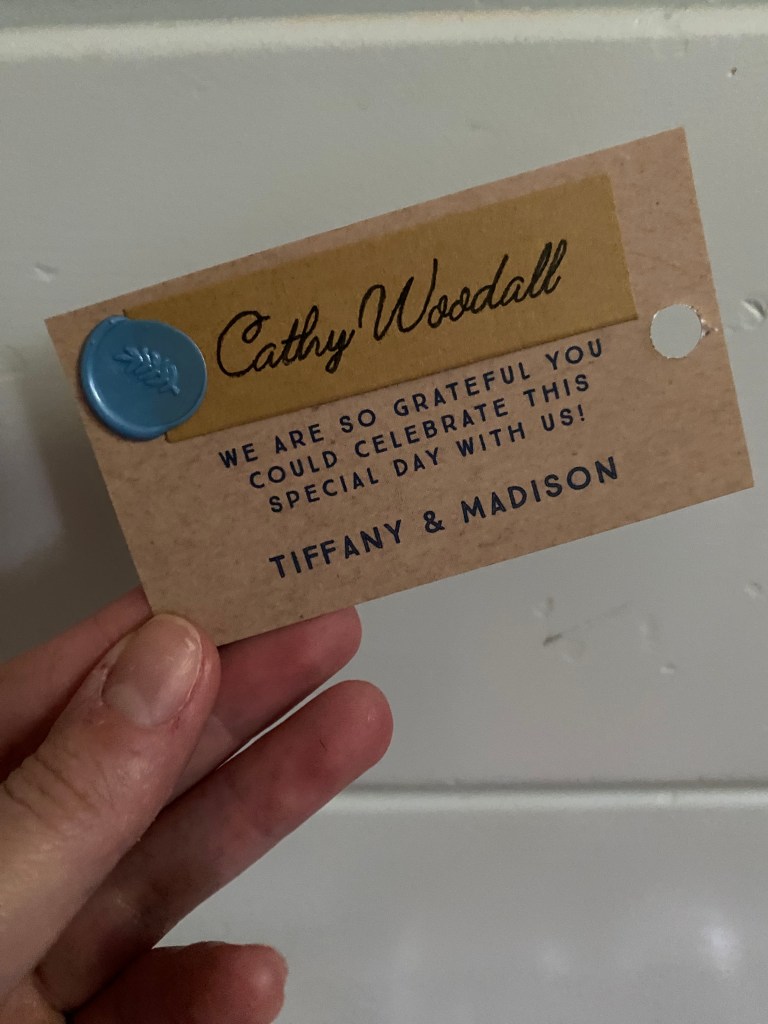 Cathy Woodall
WE ARE SO GRATEFUL YOU
COULD CELEBRATE THIS
SPECIAL DAY WITH US!
TIFFANY & MADISON